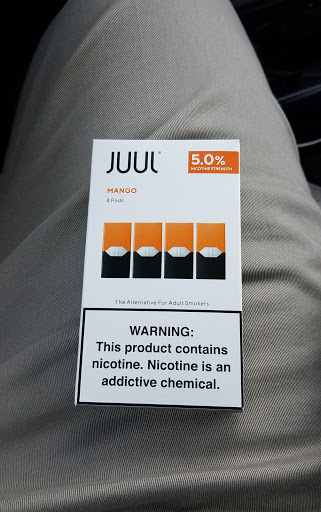 JUUL
5.0%
NICOTINE STRENGTH
MANGO
4 Pods
The Alternative For Adult Smokers
WARNING:
This product contains
nicotine. Nicotine is an
addictive chemical.